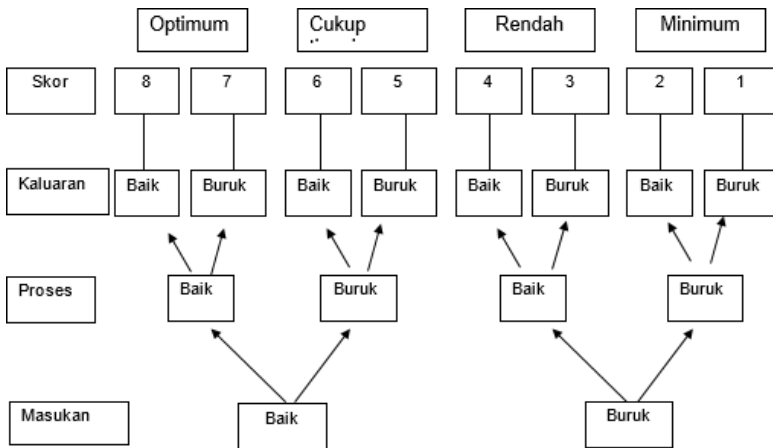 Optimum Cukup Rendah Minimum
Skor 8 7 6 5 4 3 2 1
Kaluaran Baik Buruk Baik Buruk Baik Buruk Baik Buruk
Proses Baik Buruk Baik Buruk
Masukan Baik Buruk